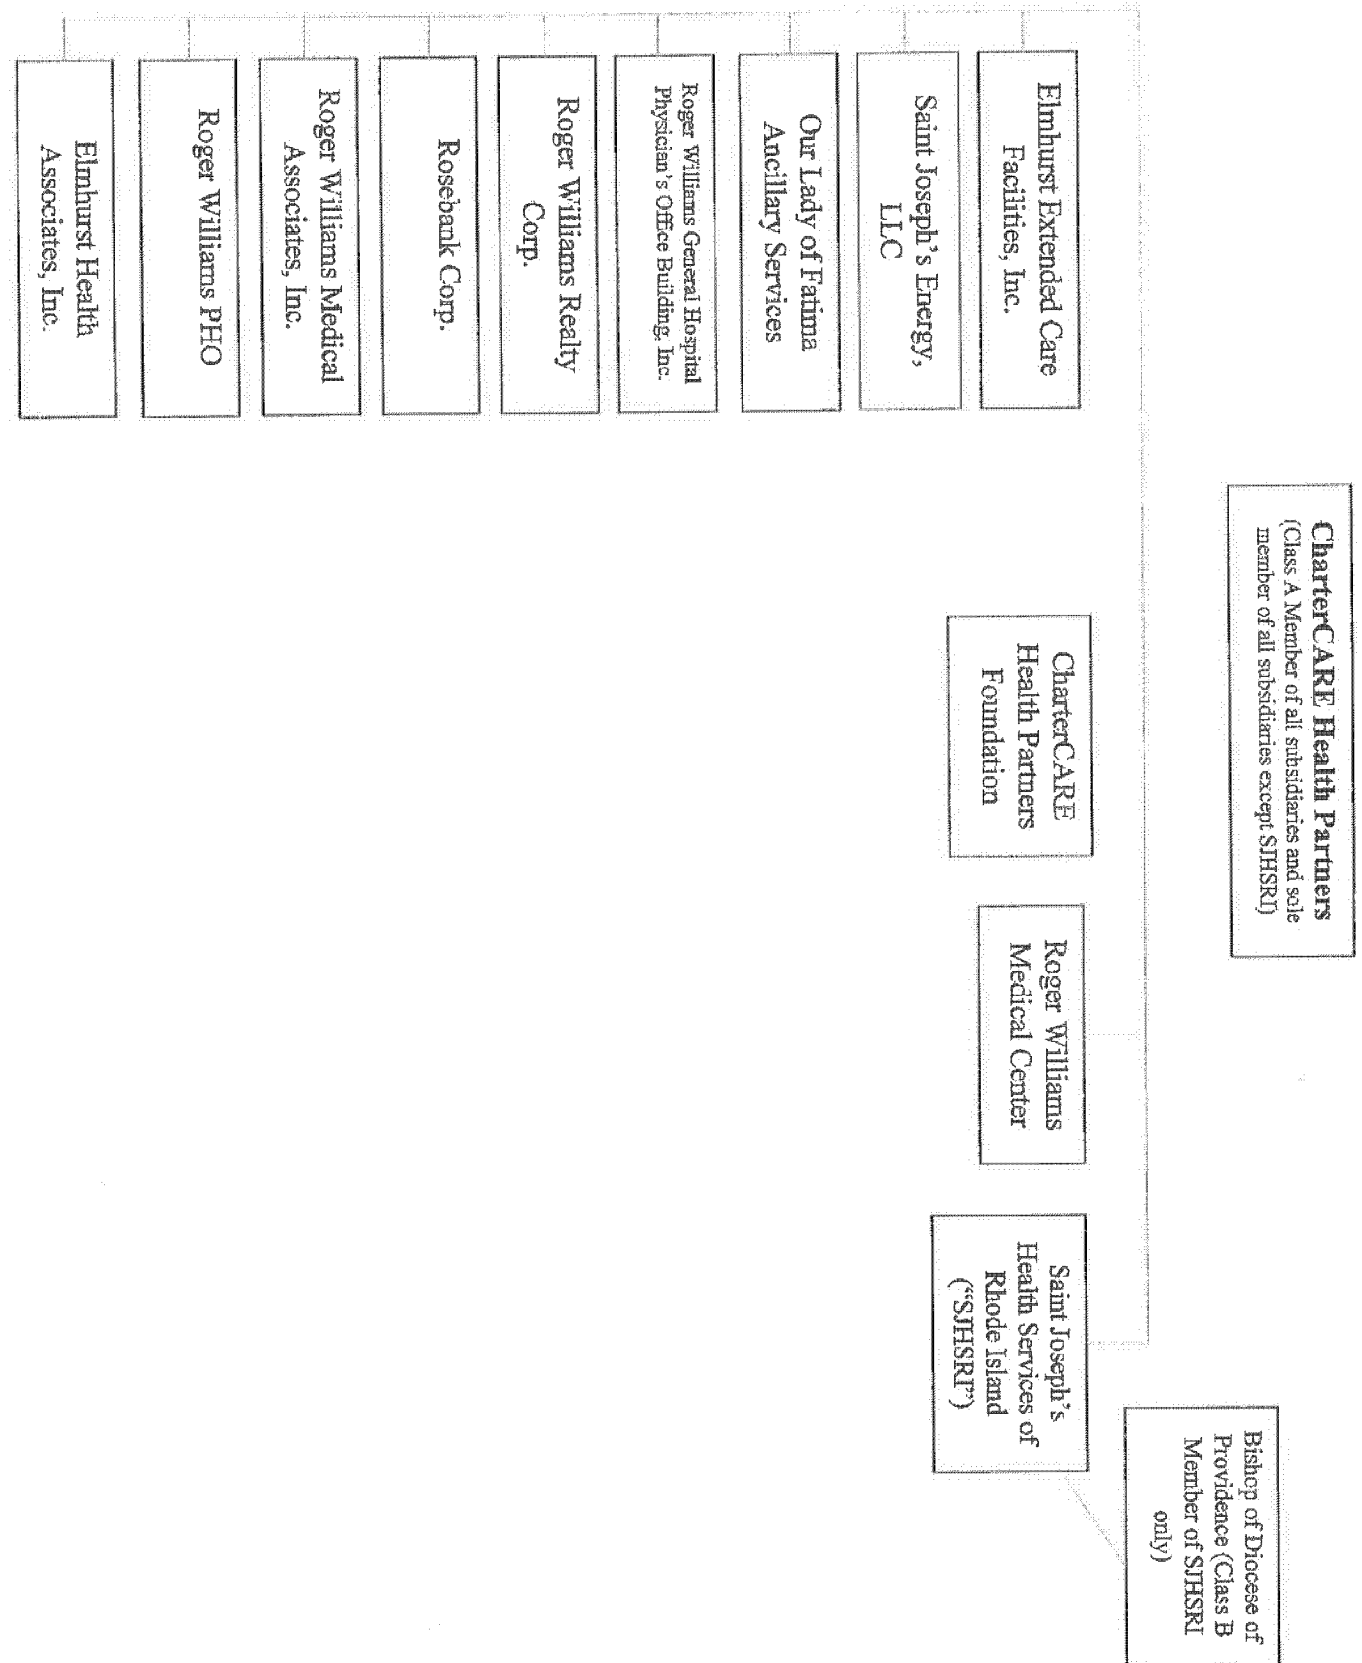 CharterCARE Health Partners
(Class A Member of all subsidiaries and sole
member of all subsidiaries except SJHSRI)
Bishop of Diocese of
Providence (Class B
Member of SJHSRI
only)
Elmhurst Extended Care
Facilities, Inc.
Saint Joseph's Energy,
LLC
Our Lady of Fatima
Ancillary Services
Roger Williams General Hospital
Physician's Office Building, Inc.
Roger Williams Realty
Corp.
Rosebank Corp.
Roger Williams Medical
Associates, Inc.
Roger Williams PHO
Elmhurst Health
Associates, Inc.
CharterCARE
Health Partners
Foundation
Roger Williams
Medical Center
Saint Joseph's
Health Services of
Rhode Island
("SJHSRI")